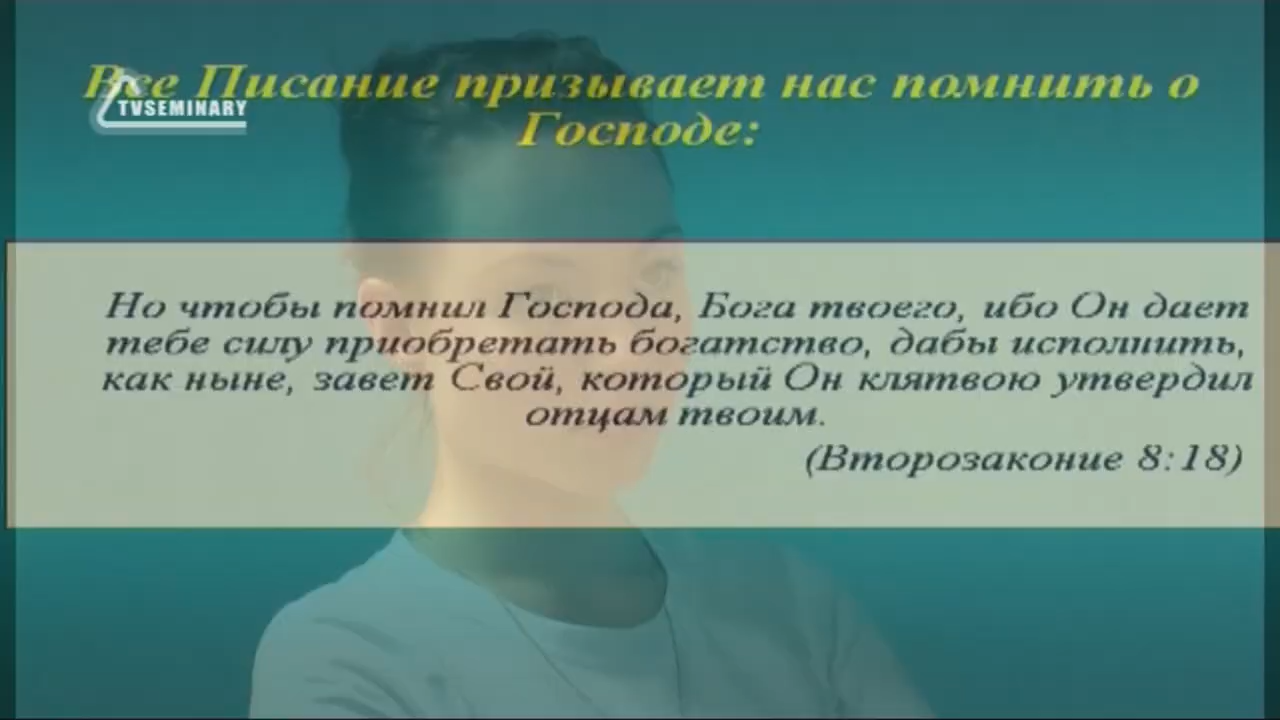 Все Писание призывает нас помнить о
Господе:
TVSEMINARY
Но чтобы помнил Господа, Бога твоего, ибо Он дает
тебе силу приобретать богатство, дабы исполнить,
как ныне, завет Свой, который Он клятвою утвердил
отцам твоим.
(Второзаконие 8:18)